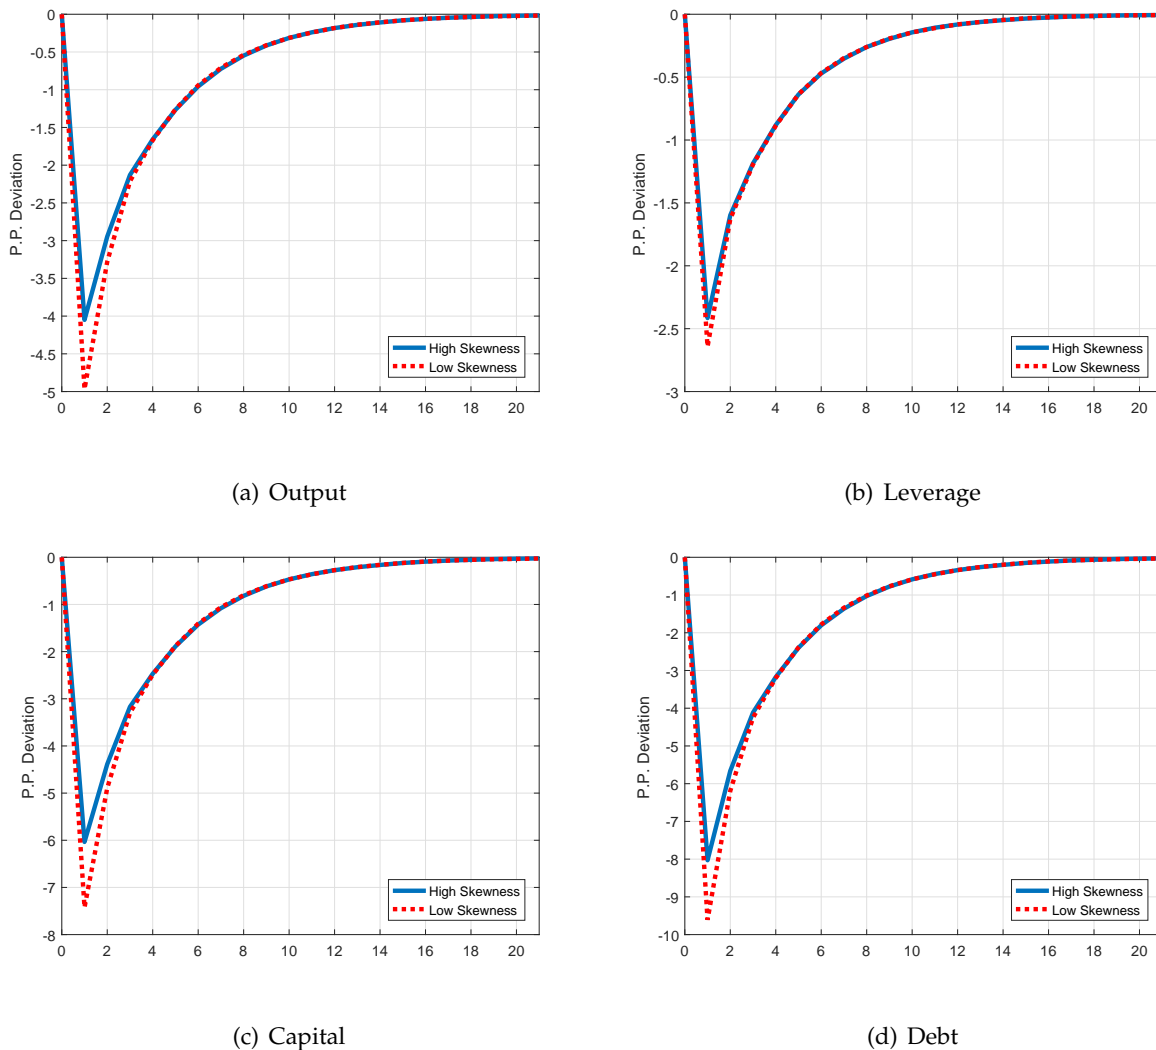 0
-0.5
-1
-1.5
-2
-2.5
-3
-3.5
-4
-4.5
-5
P.P. Deviation
0 2 4 6 8 10 12 14 16 18 20
High Skewness
Low Skewness
(a) Output
0
-0.5
-1
-1.5
-2
-2.5
-3
P.P. Deviation
0 2 4 6 8 10 12 14 16 18 20
High Skewness
Low Skewness
(b) Leverage
0
-1
-2
-3
-4
-5
-6
-7
-8
P.P. Deviation
0 2 4 6 8 10 12 14 16 18 20
High Skewness
Low Skewness
(c) Capital
0
-1
-2
-3
-4
-5
-6
-7
-8
-9
-10
P.P. Deviation
0 2 4 6 8 10 12 14 16 18 20
High Skewness
Low Skewness
(d) Debt